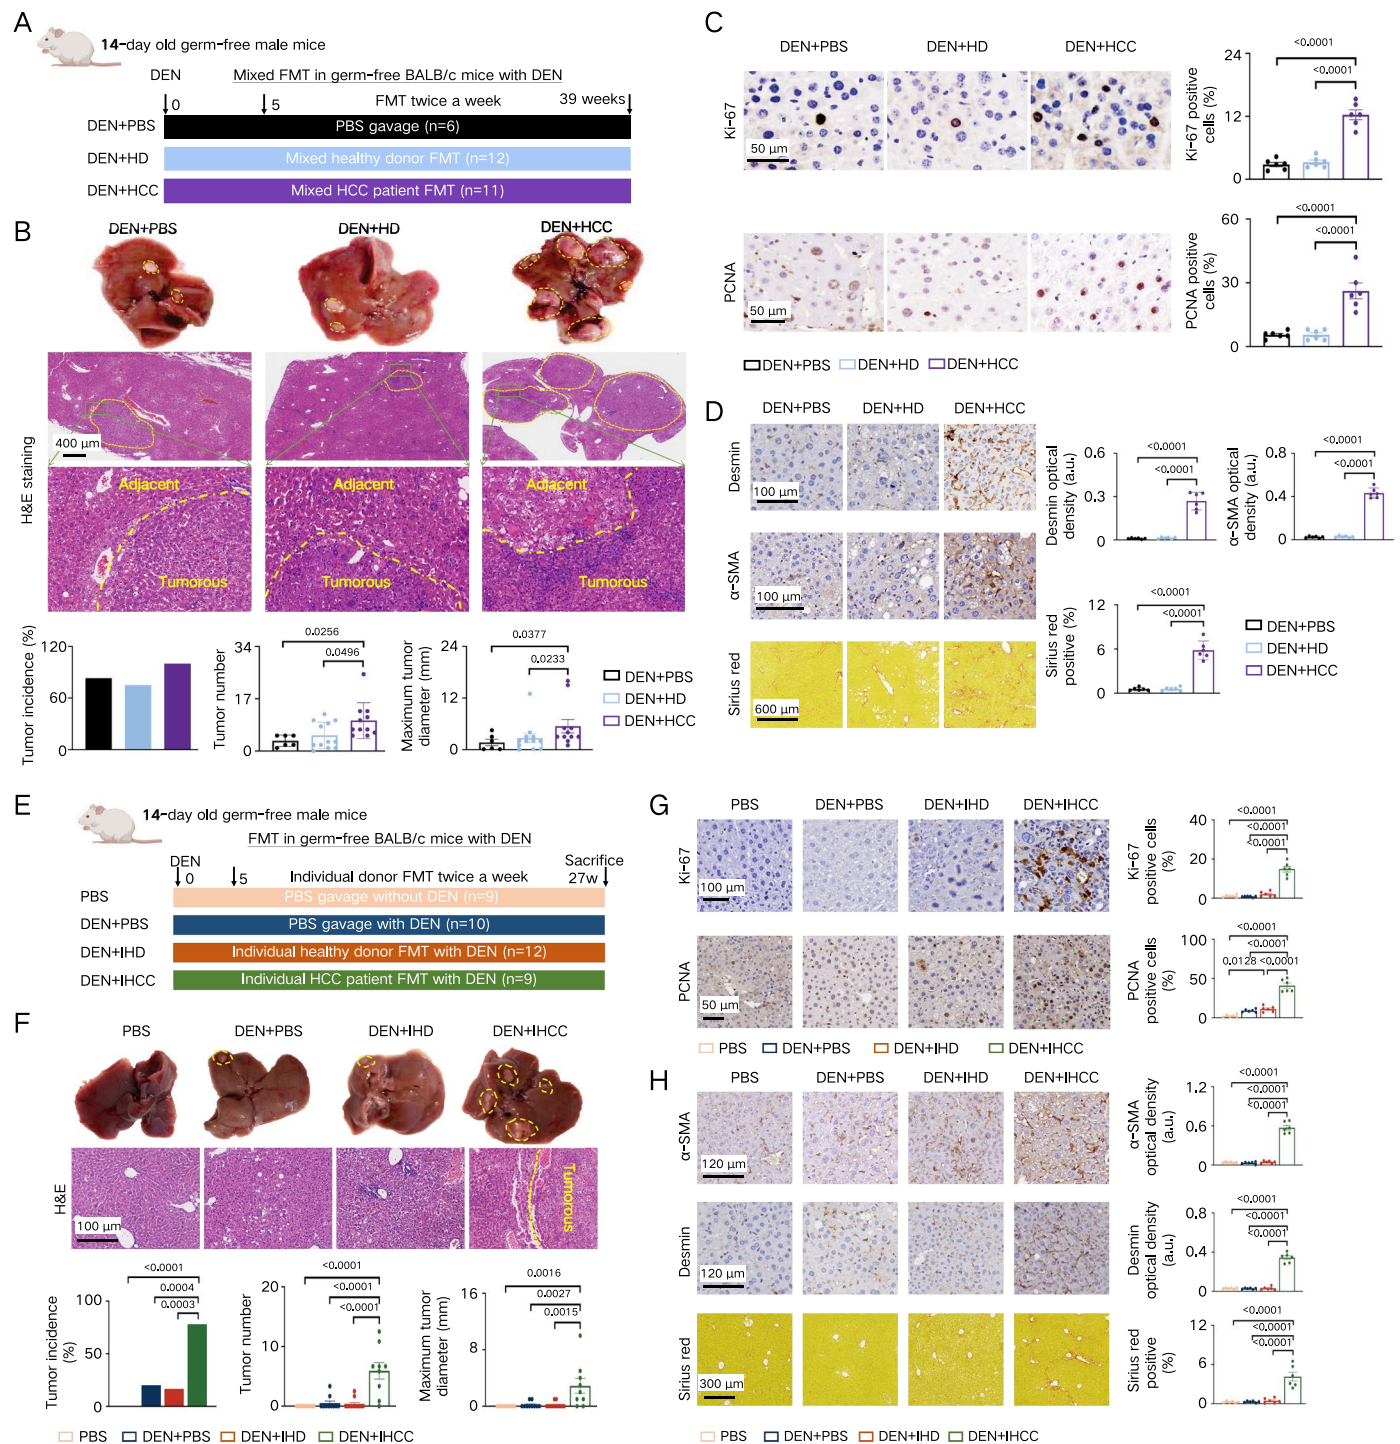 A
14-day old germ-free male mice
DEN
Mixed FMT in germ-free BALB/c mice with DEN
0
5
FMT twice a week
39 weeks
DEN+PBS
PBS gavage (n=6)
DEN+HD
Mixed healthy donor FMT (n=12)
DEN+HCC
Mixed HCC patient FMT (n=11)
B
DEN+PBS
DEN+HD
DEN+HCC
H&E staining
400 µm
Adjacent
Adjacent
Adjacent
Tumorous
Tumorous
Tumorous
Tumor incidence (%)
120
60
0
Tumor number
34
17
0
0.0256
0.0496
Maximum tumor
diameter (mm)
24
12
0
0.0377
0.0233
DEN+PBS
DEN+HD
DEN+HCC
C
DEN+PBS
DEN+HD
DEN+HCC
Ki-67
50 µm
Ki-67 positive
cells (%)
24
12
0
<0.0001
<0.0001
PCNA
50 µm
PCNA positive
cells (%)
60
30
0
<0.0001
<0.0001
DEN+PBS
DEN+HD
DEN+HCC
D
DEN+PBS
DEN+HD
DEN+HCC
Desmin
100 µm
α-SMA
100 µm
Sirius red
600 µm
Desmin optical
density (a.u.)
0.6
0.3
0
<0.0001
<0.0001
α-SMA optical
density (a.u.)
0.8
0.4
0
<0.0001
<0.0001
Sirius red
positive (%)
12
6
0
<0.0001
<0.0001
DEN+PBS
DEN+HD
DEN+HCC
E
14-day old germ-free male mice
FMT in germ-free BALB/c mice with DEN
DEN
0
5
Individual donor FMT twice a week
Sacrifice
27w
PBS
PBS gavage without DEN (n=9)
DEN+PBS
PBS gavage with DEN (n=10)
DEN+IHD
Individual healthy donor FMT with DEN (n=12)
DEN+IHCC
Individual HCC patient FMT with DEN (n=9)
F
PBS
DEN+PBS
DEN+IHD
DEN+IHCC
H&E
100 µm
Tumorous
Tumor incidence
(%)
100
50
0
<0.0001
0.0004
0.0003
Tumor number
20
10
0
<0.0001
<0.0001
<0.0001
Maximum tumor
diameter (mm)
16
8
0
0.0016
0.0027
0.0015
PBS
DEN+PBS
DEN+IHD
DEN+IHCC
G
PBS
DEN+PBS
DEN+IHD
DEN+IHCC
Ki-67
100 µm
Ki-67
positive cells
(%)
40
20
0
<0.0001
<0.0001
<0.0001
PCNA
50 µm
PCNA
positive cells
(%)
100
50
0
<0.0001
<0.0001
0.0128
<0.0001
PBS
DEN+PBS
DEN+IHD
DEN+IHCC
H
PBS
DEN+PBS
DEN+IHD
DEN+IHCC
α-SMA
120 µm
α-SMA
optical density
(a.u.)
1.2
0.6
0
<0.0001
<0.0001
<0.0001
Desmin
120 µm
Desmin
optical density
(a.u.)
0.8
0.4
0
<0.0001
<0.0001
<0.0001
Sirius red
300 µm
Sirius red
positive
(%)
12
6
0
<0.0001
<0.0001
<0.0001
PBS
DEN+PBS
DEN+IHD
DEN+IHCC